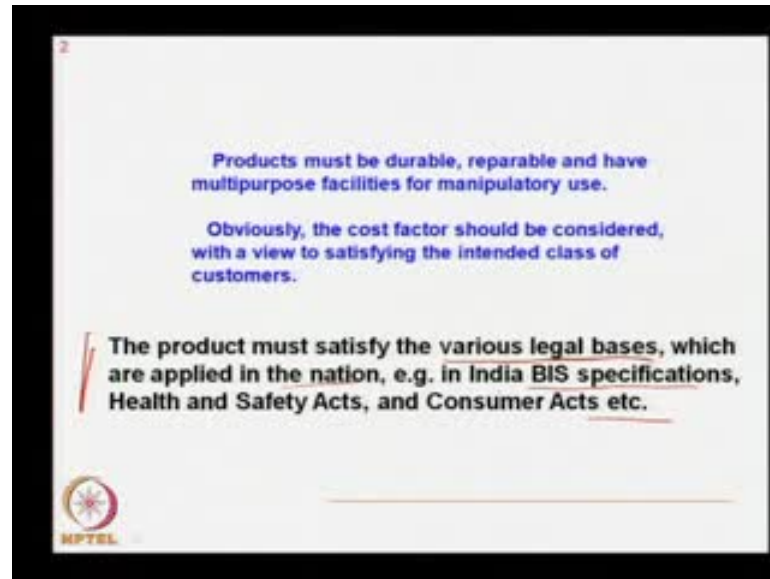 2
Products must be durable, reparable and have
multipurpose facilities for manipulatory use.
Obviously, the cost factor should be considered,
with a view to satisfying the intended class of
customers.
The product must satisfy the various legal bases, which
are applied in the nation, e.g. in India BIS specifications,
Health and Safety Acts, and Consumer Acts etc.
NPTEL